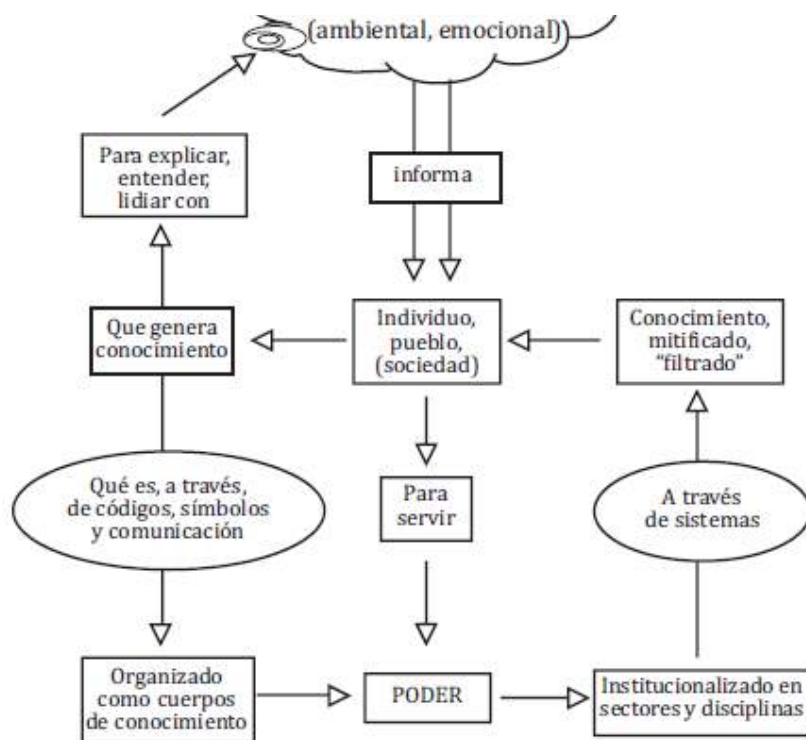 (ambiental, emocional))
Para explicar,
entender,
lidiar con
informa
Que genera
conocimiento
Individuo,
pueblo,
(sociedad)
Conocimiento,
mitificado,
“filtrado”
Qué es, a través,
de códigos, símbolos
y comunicación
Para
servir
A través
de sistemas
Organizado
como cuerpos
de conocimiento
PODER
Institucionalizado en
sectores y disciplinas